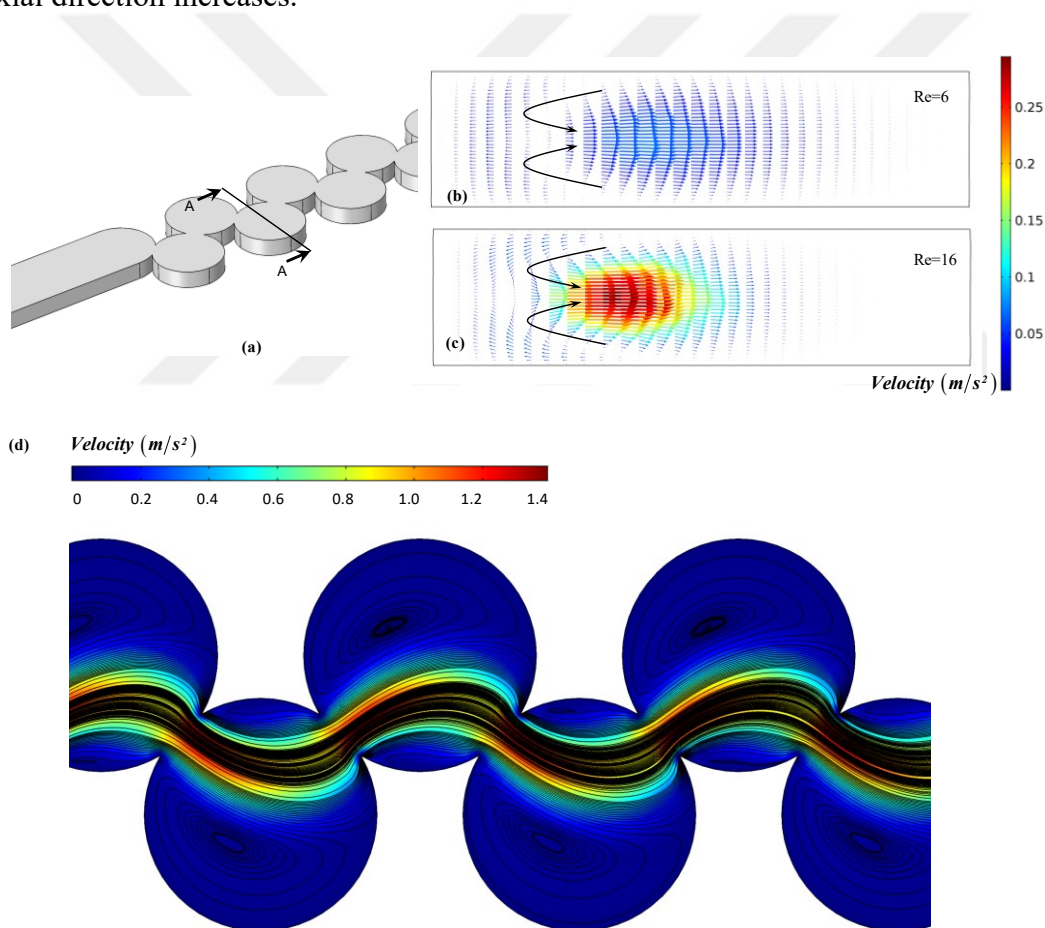 xial direction increases.
Re=6
(b)
A
A
(a)
Re=16
(c)
0.25
0.2
0.15
0.1
0.05
Velocity (m/s²)
(d) Velocity (m/s²)
0 0.2 0.4 0.6 0.8 1.0 1.2 1.4